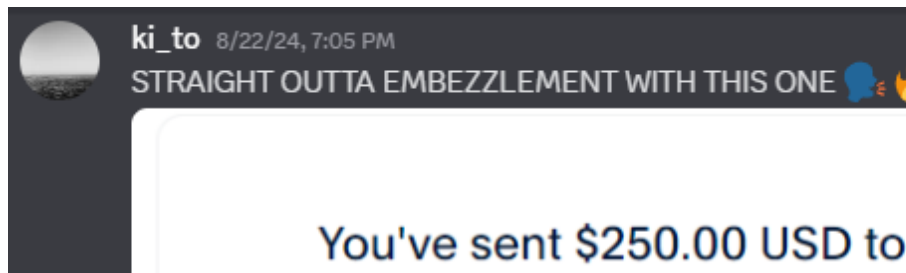 ki_to 8/22/24, 7:05 PM
STRAIGHT OUTTA EMBEZZLEMENT WITH THIS ONE 🗣️🔥
You've sent $250.00 USD to